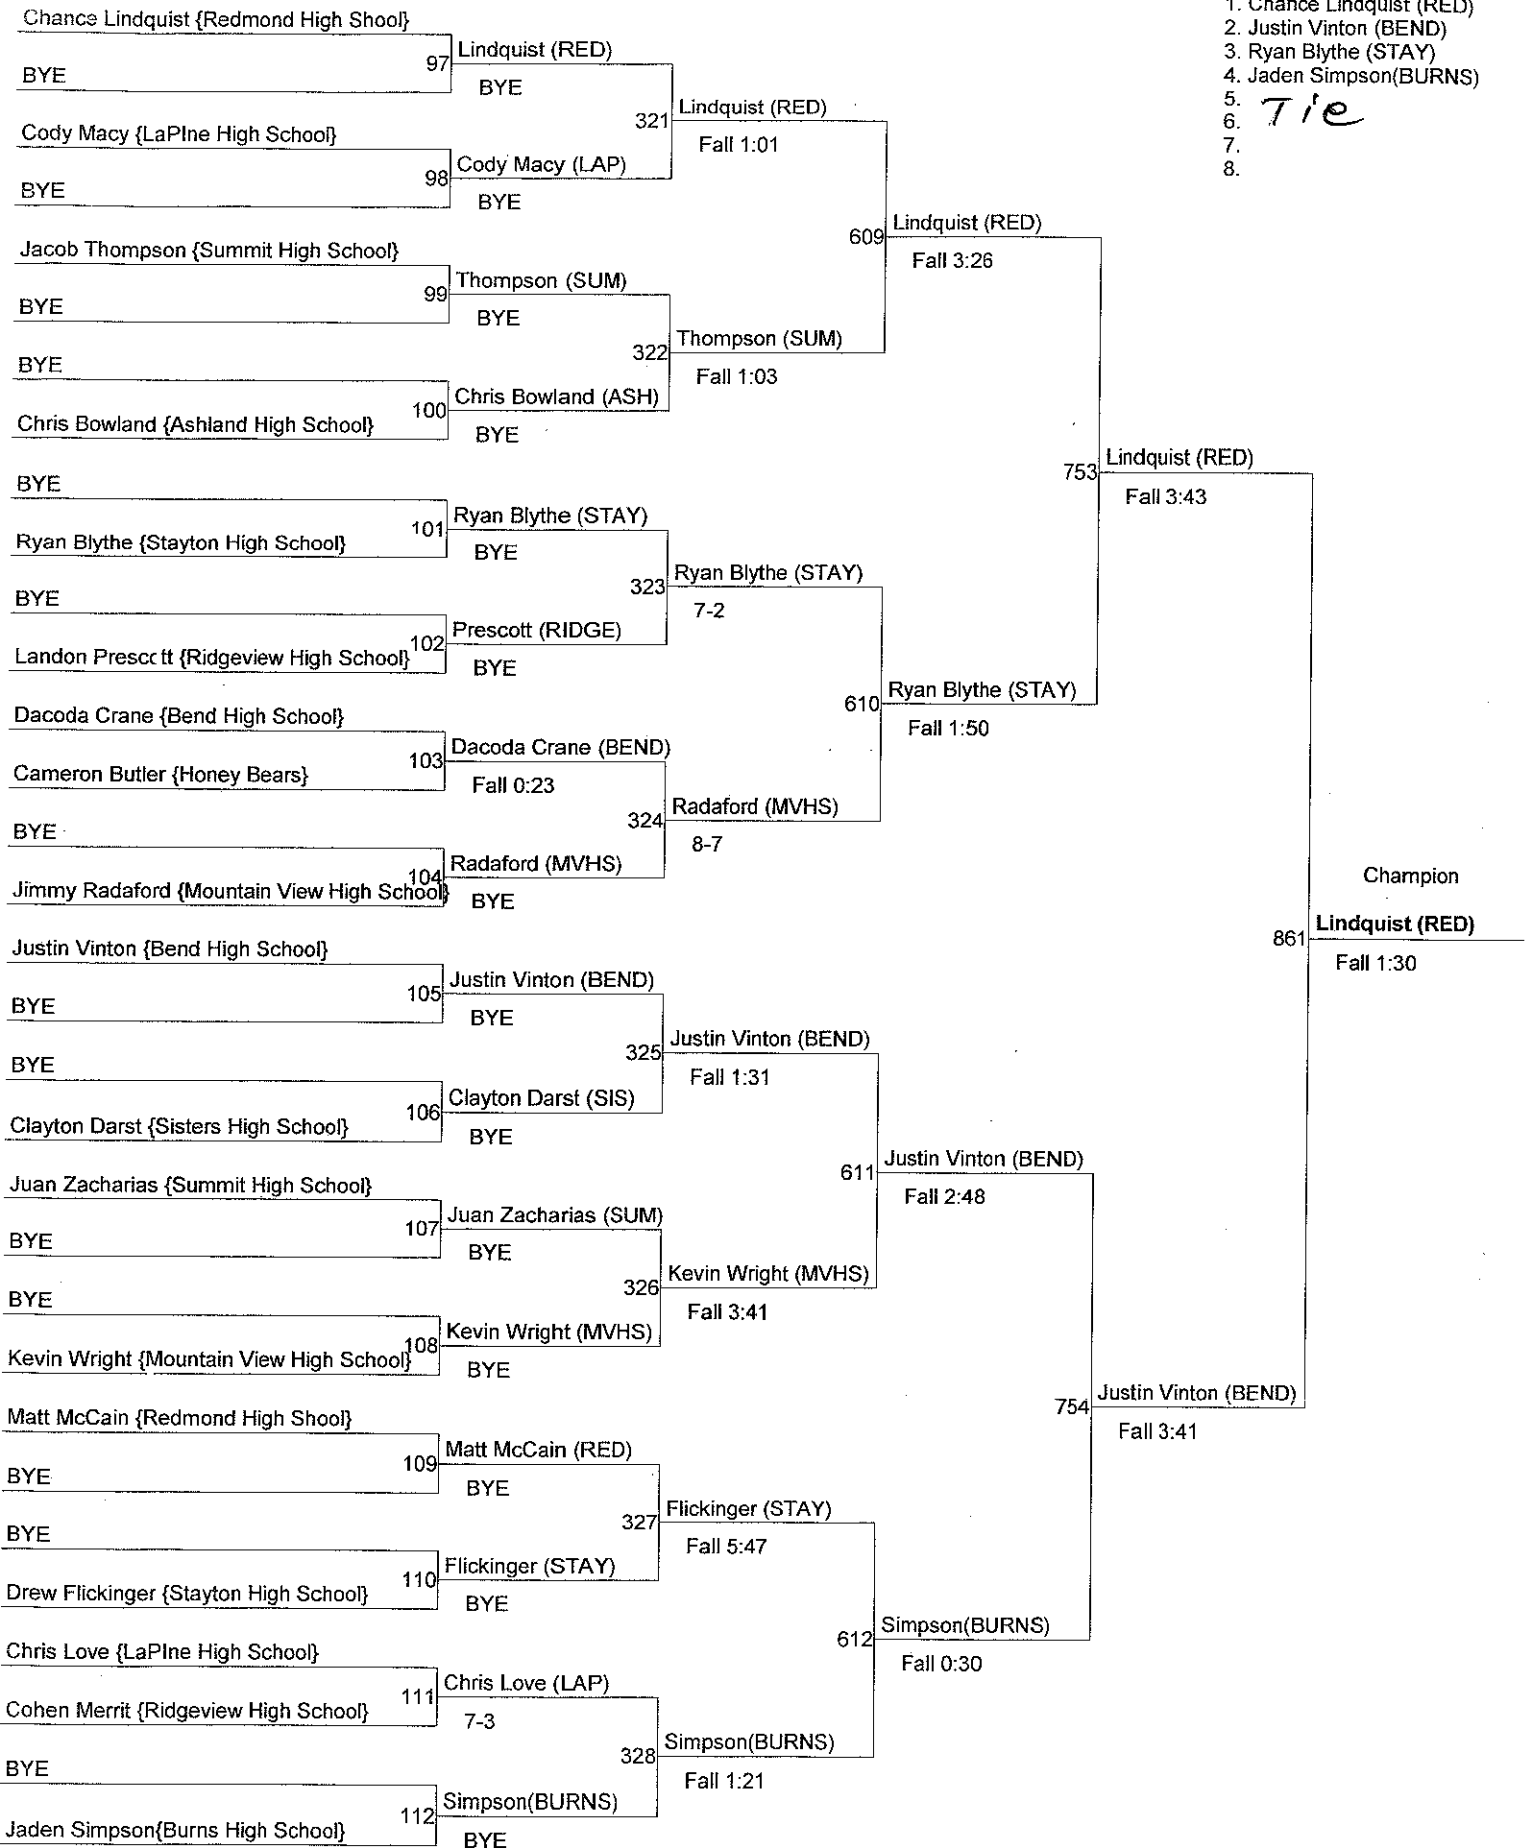 1. Chance Lindquist (RED)
2. Justin Vinton (BEND)
3. Ryan Blythe (STAY)
4. Jaden Simpson(BURNS)
5.
6. Tie
7.
8.
Chance Lindquist {Redmond High Shool}
97 Lindquist (RED)
BYE
BYE
321 Lindquist (RED)
Fall 1:01
Cody Macy {LaPIne High School}
98 Cody Macy (LAP)
BYE
BYE
609 Lindquist (RED)
Fall 3:26
Jacob Thompson {Summit High School}
99 Thompson (SUM)
BYE
BYE
322 Thompson (SUM)
Fall 1:03
BYE
100 Chris Bowland (ASH)
Chris Bowland {Ashland High School}
BYE
753 Lindquist (RED)
Fall 3:43
BYE
101 Ryan Blythe (STAY)
Ryan Blythe {Stayton High School}
BYE
323 Ryan Blythe (STAY)
7-2
BYE
102 Prescott (RIDGE)
Landon Prescott {Ridgeview High School}
BYE
610 Ryan Blythe (STAY)
Fall 1:50
Dacoda Crane {Bend High School}
103 Dacoda Crane (BEND)
Cameron Butler {Honey Bears}
Fall 0:23
324 Radaford (MVHS)
8-7
BYE
104 Radaford (MVHS)
Jimmy Radaford {Mountain View High School}
BYE
Champion
861 Lindquist (RED)
Fall 1:30
Justin Vinton {Bend High School}
105 Justin Vinton (BEND)
BYE
BYE
325 Justin Vinton (BEND)
Fall 1:31
BYE
106 Clayton Darst (SIS)
Clayton Darst {Sisters High School}
BYE
611 Justin Vinton (BEND)
Fall 2:48
Juan Zacharias {Summit High School}
107 Juan Zacharias (SUM)
BYE
BYE
326 Kevin Wright (MVHS)
Fall 3:41
BYE
108 Kevin Wright (MVHS)
Kevin Wright {Mountain View High School}
BYE
754 Justin Vinton (BEND)
Fall 3:41
Matt McCain {Redmond High Shool}
109 Matt McCain (RED)
BYE
BYE
327 Flickinger (STAY)
Fall 5:47
BYE
110 Flickinger (STAY)
Drew Flickinger {Stayton High School}
BYE
612 Simpson(BURNS)
Fall 0:30
Chris Love {LaPIne High School}
111 Chris Love (LAP)
Cohen Merrit {Ridgeview High School}
7-3
328 Simpson(BURNS)
Fall 1:21
BYE
112 Simpson(BURNS)
Jaden Simpson{Burns High School}
BYE